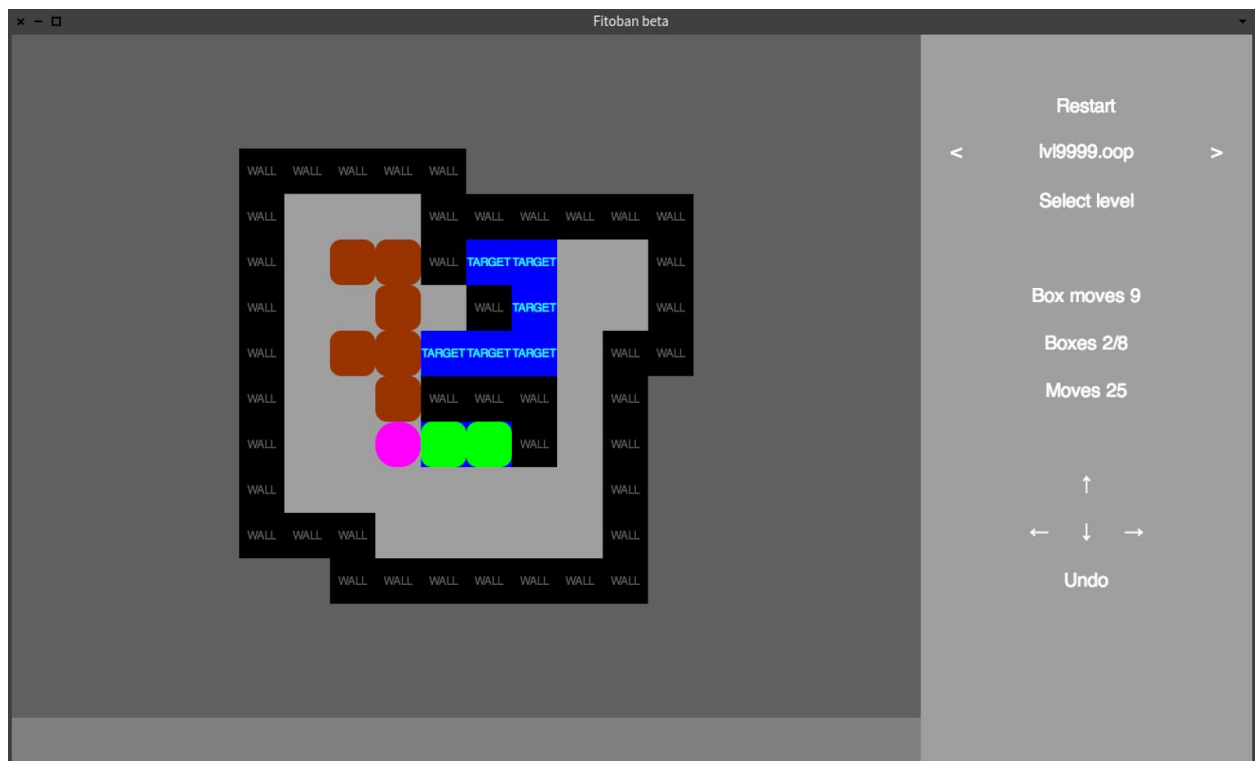 × − □ Fitoban beta
Restart
< lvl9999.oop >
Select level
WALL WALL WALL WALL WALL
WALL WALL WALL WALL WALL WALL WALL
WALL WALL TARGET TARGET WALL
WALL WALL TARGET WALL
WALL TARGET TARGET TARGET WALL WALL
WALL WALL WALL WALL WALL
WALL WALL WALL
WALL WALL
WALL WALL WALL WALL
WALL WALL WALL WALL WALL WALL WALL
Box moves 9
Boxes 2/8
Moves 25
↑
← ↓ →
Undo